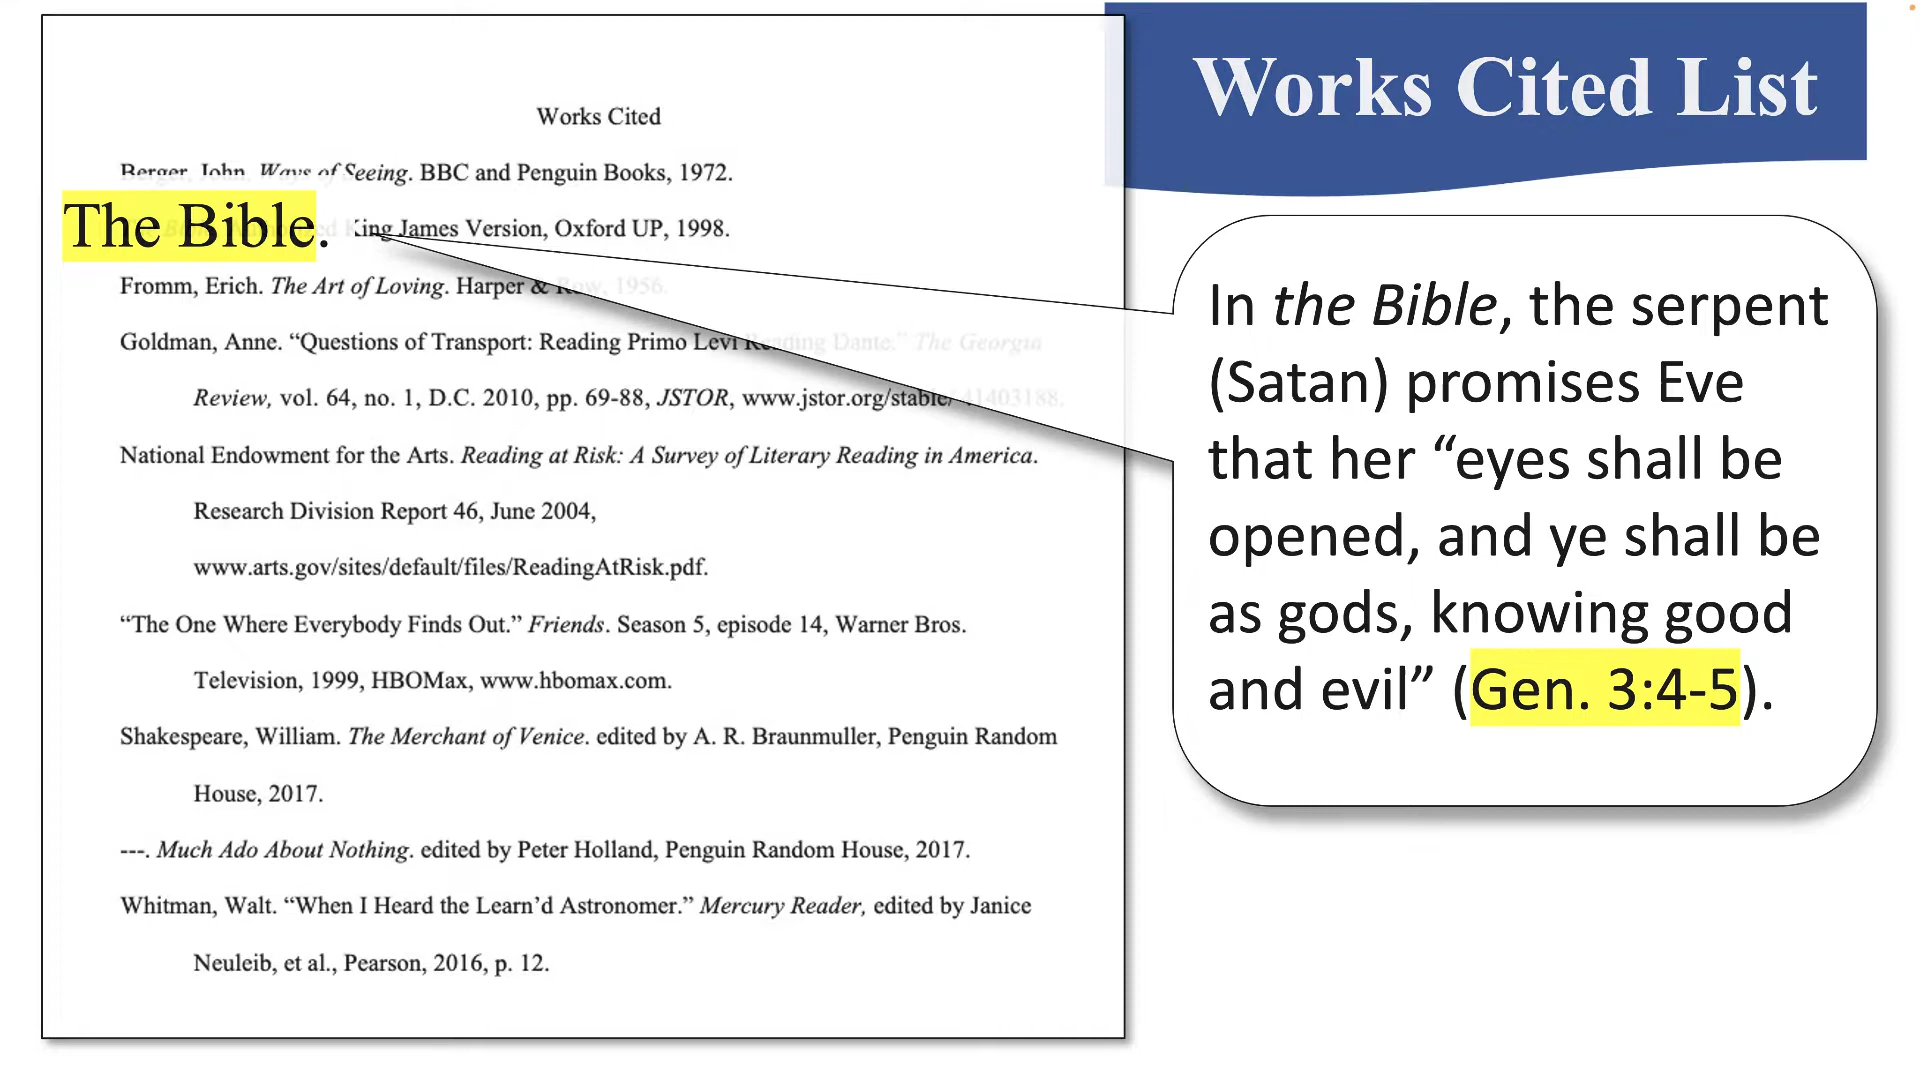 Works Cited List
Works Cited
Berger, John. Ways of Seeing. BBC and Penguin Books, 1972.
The Bible. King James Version, Oxford UP, 1998.
Fromm, Erich. The Art of Loving. Harper & Row, 1956.
Goldman, Anne. “Questions of Transport: Reading Primo Levi Reading Dante.” The Georgia
Review, vol. 64, no. 1, D.C. 2010, pp. 69-88, JSTOR, www.jstor.org/stable/41403188.
National Endowment for the Arts. Reading at Risk: A Survey of Literary Reading in America.
Research Division Report 46, June 2004,
www.arts.gov/sites/default/files/ReadingAtRisk.pdf.
“The One Where Everybody Finds Out.” Friends. Season 5, episode 14, Warner Bros.
Television, 1999, HBOMax, www.hbomax.com.
Shakespeare, William. The Merchant of Venice. edited by A. R. Braunmuller, Penguin Random
House, 2017.
---. Much Ado About Nothing. edited by Peter Holland, Penguin Random House, 2017.
Whitman, Walt. “When I Heard the Learn’d Astronomer.” Mercury Reader, edited by Janice
Neuleib, et al., Pearson, 2016, p. 12.
In the Bible, the serpent
(Satan) promises Eve
that her “eyes shall be
opened, and ye shall be
as gods, knowing good
and evil” (Gen. 3:4-5).